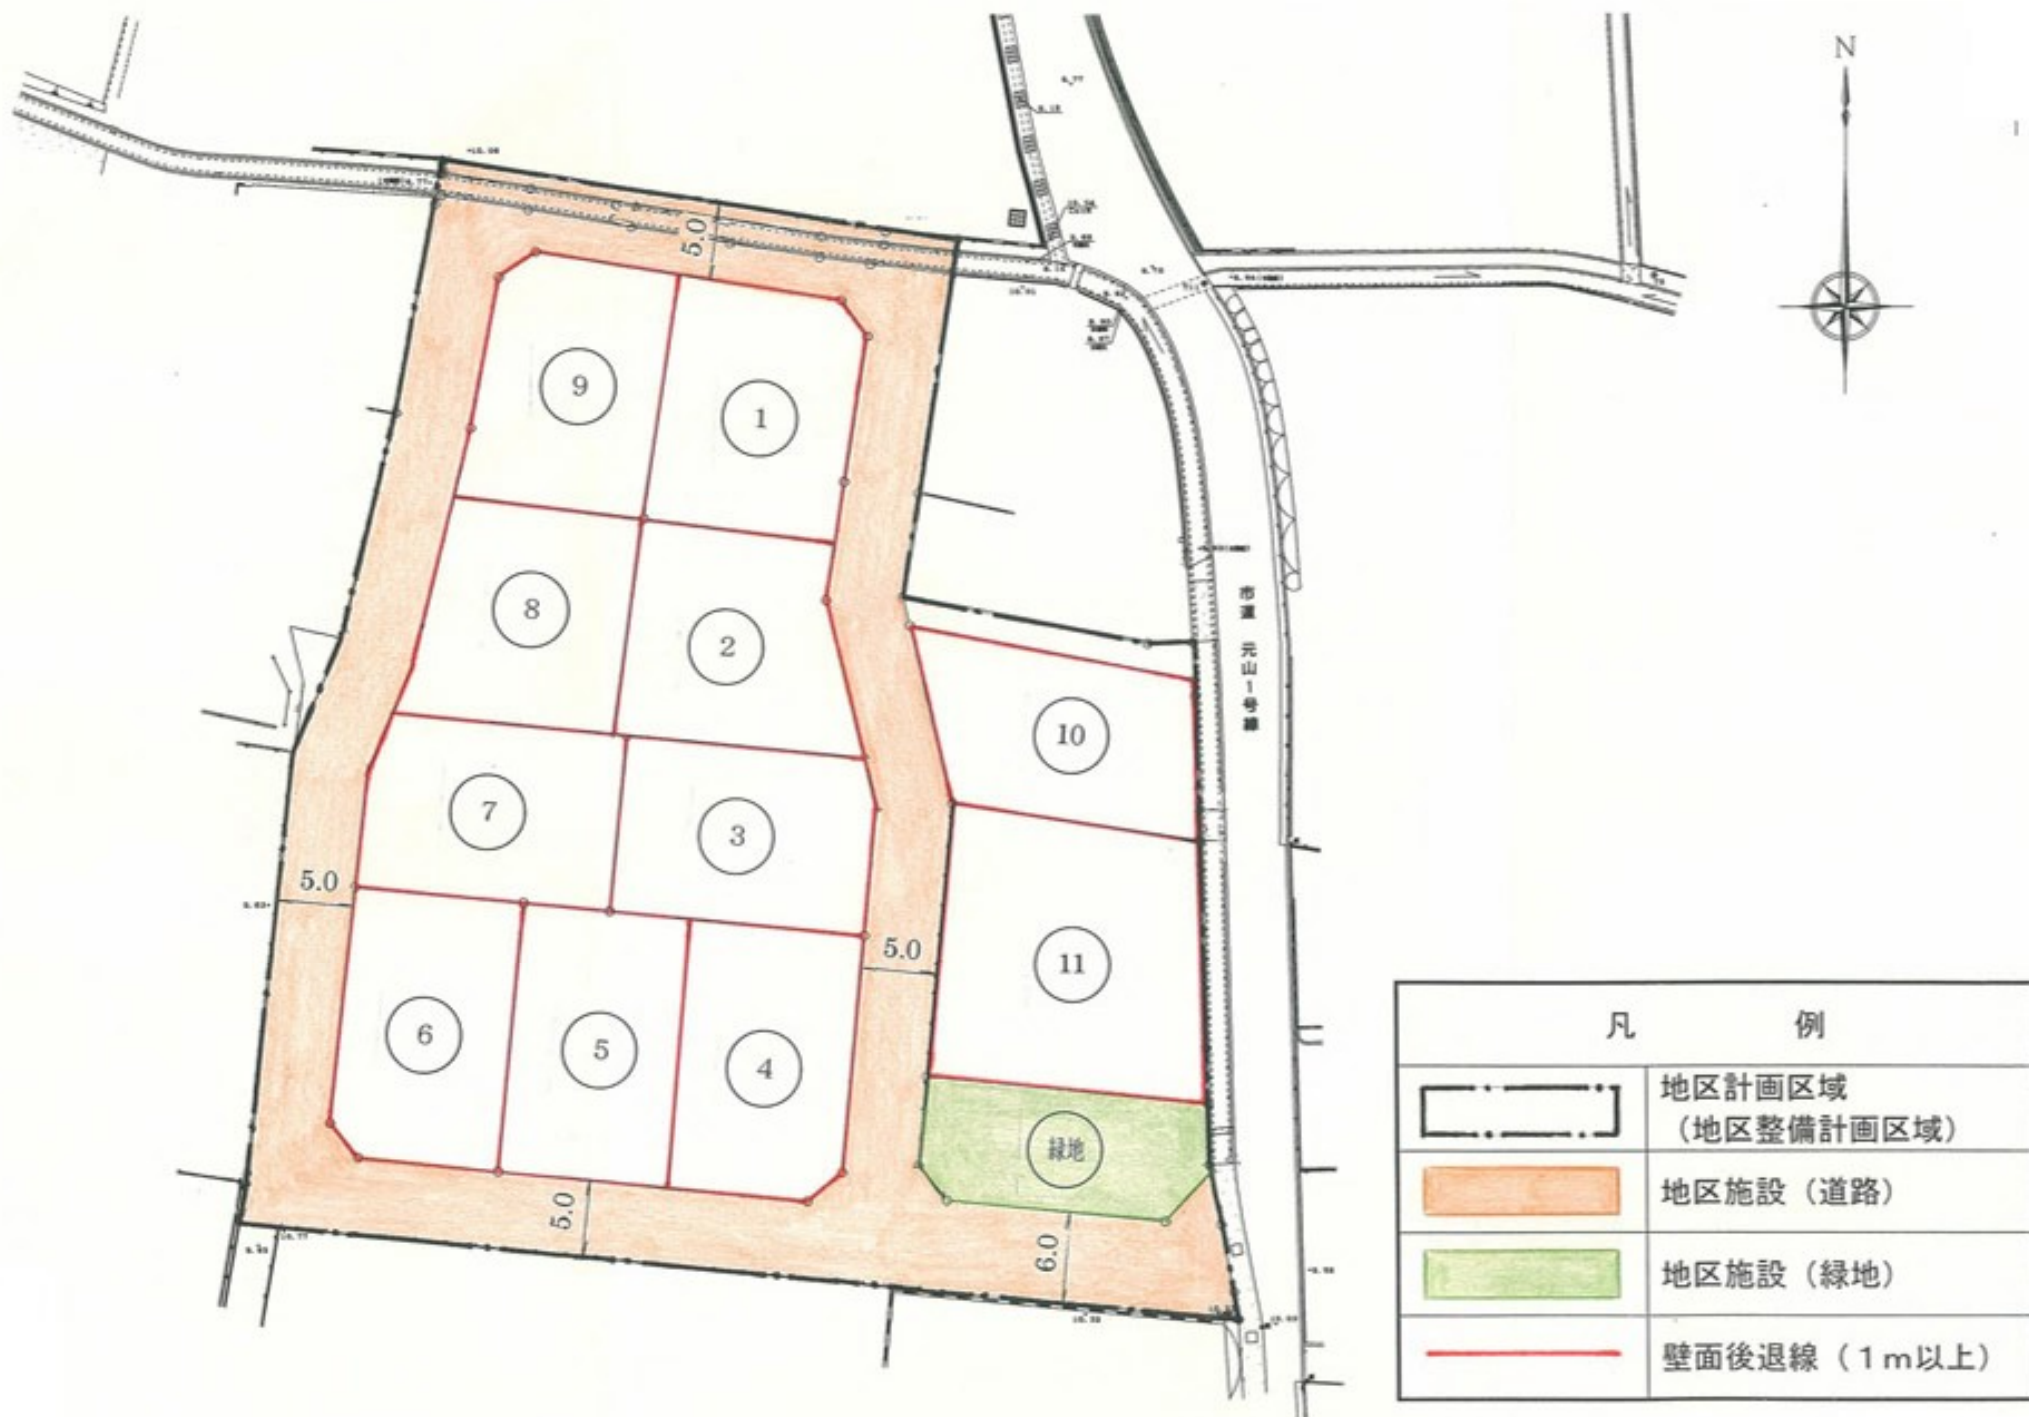 N
5.0
9
1
8
2
市道 元山1号線
10
7
3
5.0
5.0
11
6
5
4
緑地
5.0
6.0
凡 例
地区計画区域
(地区整備計画区域)
地区施設(道路)
地区施設(緑地)
壁面後退線(1m以上)